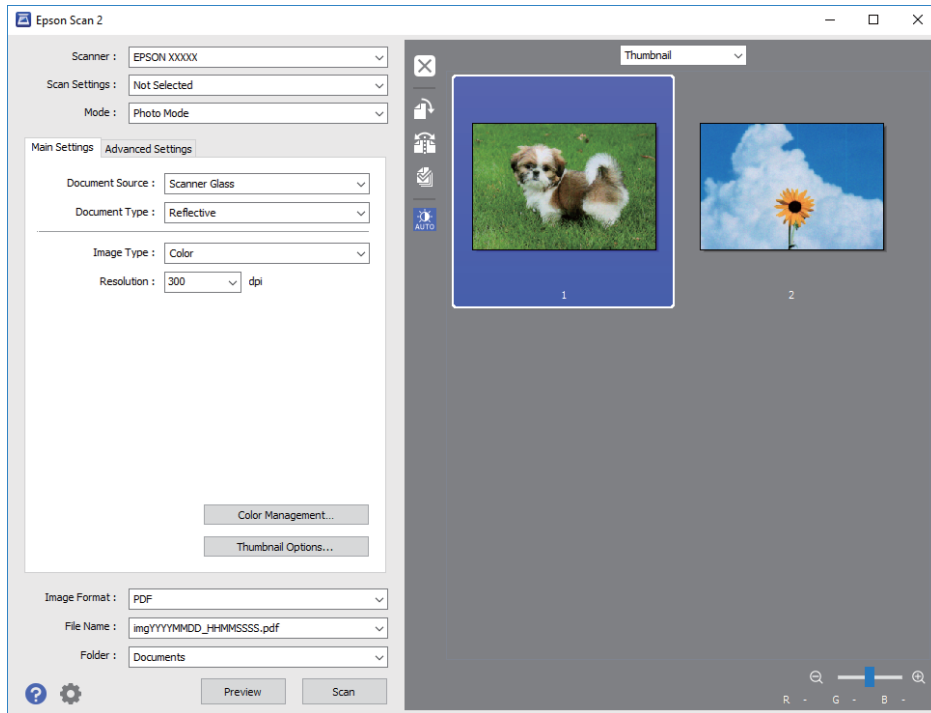 Epson Scan 2
Scanner : EPSON XXXXX
Scan Settings : Not Selected
Mode : Photo Mode
Main Settings Advanced Settings
Document Source : Scanner Glass
Document Type : Reflective
Image Type : Color
Resolution : 300 dpi
Color Management...
Thumbnail Options...
Image Format : PDF
File Name : imgYYYYMMDD_HHMMSSSS.pdf
Folder : Documents
? Preview Scan
Thumbnail
AUTO
1 2
R - G - B -